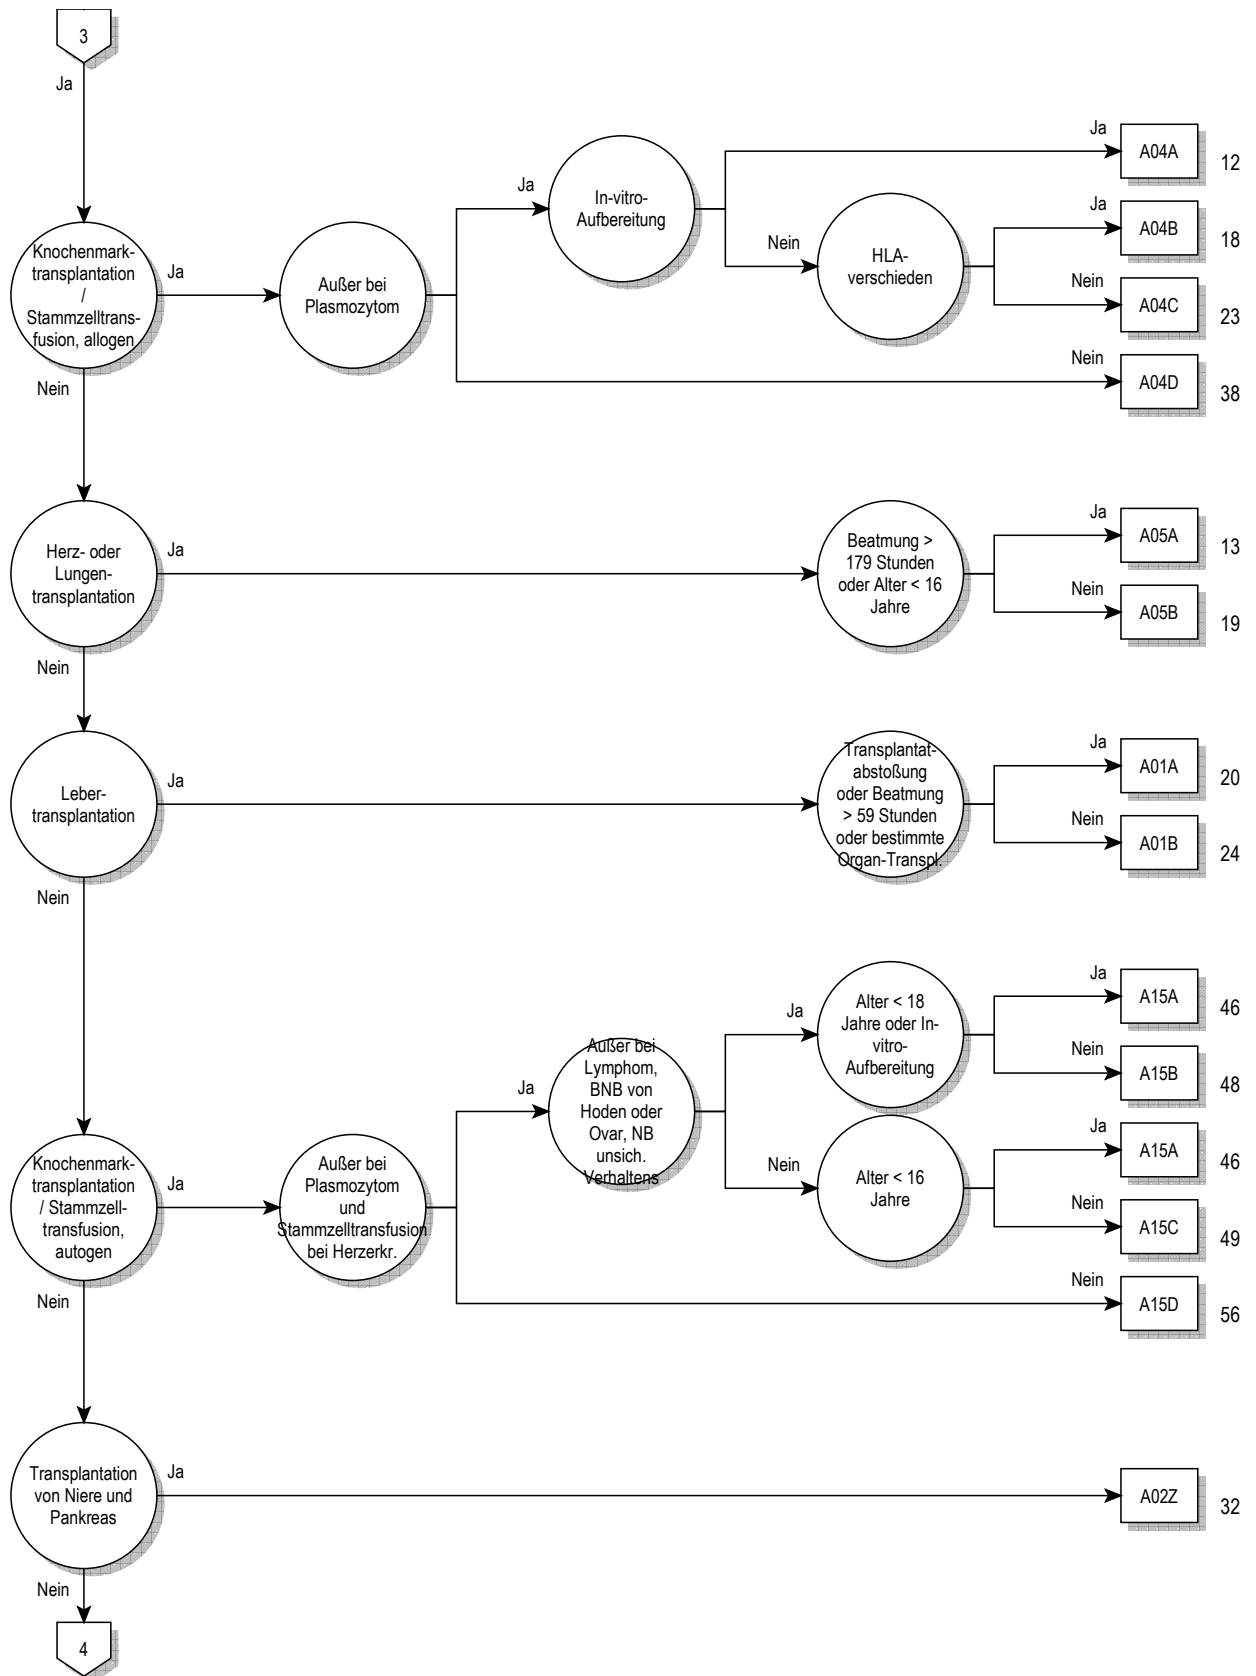 3
Ja
Ja
A04A
12
Ja
In-vitro-
Aufbereitung
Ja
A04B
18
Nein
HLA-
verschieden
Knochenmark-
transplantation
/
Stammzelltrans-
fusion, allogen
Ja
Außer bei
Plasmozytom
Nein
A04C
23
Nein
A04D
38
Nein
Herz- oder
Lungen-
transplantation
Ja
Beatmung >
179 Stunden
oder Alter < 16
Jahre
Ja
A05A
13
Nein
A05B
19
Nein
Leber-
transplantation
Ja
Transplantat-
abstoßung
oder Beatmung
> 59 Stunden
oder bestimmte
Organ-Transpl.
Ja
A01A
20
Nein
A01B
24
Nein
Ja
Alter < 18
Jahre oder In-
vitro-
Aufbereitung
Ja
A15A
46
Nein
A15B
48
Ja
Außer bei
Lymphom,
BNB von
Hoden oder
Ovar, NB
unsich.
Verhaltens
Nein
Alter < 16
Jahre
Ja
A15A
46
Nein
A15C
49
Knochenmark-
transplantation
/ Stammzell-
transfusion,
autogen
Ja
Außer bei
Plasmozytom
und
Stammzelltransfusion
bei Herzerkr.
Nein
A15D
56
Nein
Transplantation
von Niere und
Pankreas
Ja
A02Z
32
Nein
4